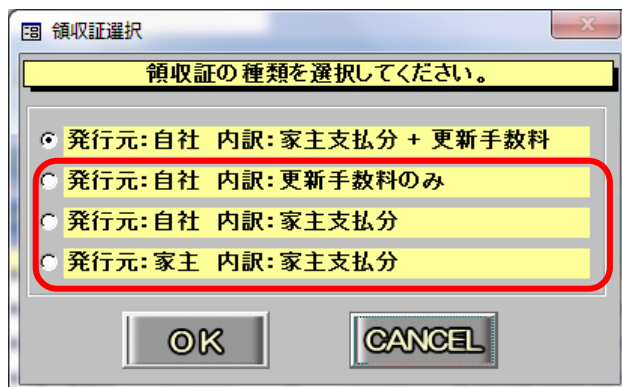 領収証選択
領収証の種類を選択してください。
発行元:自社 内訳:家主支払分 + 更新手数料
発行元:自社 内訳:更新手数料のみ
発行元:自社 内訳:家主支払分
発行元:家主 内訳:家主支払分
OK CANCEL